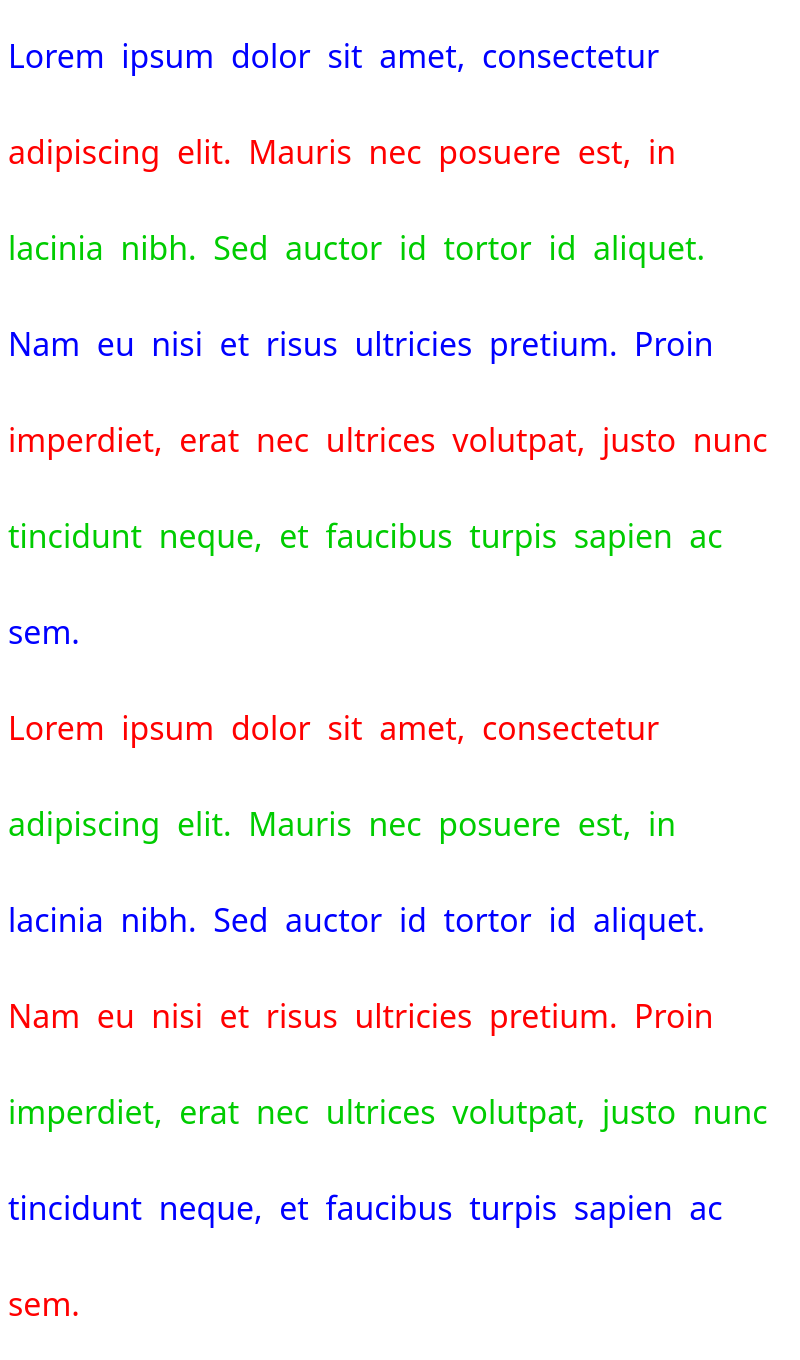 Lorem ipsum dolor sit amet, consectetur
adipiscing elit. Mauris nec posuere est, in
lacinia nibh. Sed auctor id tortor id aliquet.
Nam eu nisi et risus ultricies pretium. Proin
imperdiet, erat nec ultrices volutpat, justo nunc
tincidunt neque, et faucibus turpis sapien ac
sem.
Lorem ipsum dolor sit amet, consectetur
adipiscing elit. Mauris nec posuere est, in
lacinia nibh. Sed auctor id tortor id aliquet.
Nam eu nisi et risus ultricies pretium. Proin
imperdiet, erat nec ultrices volutpat, justo nunc
tincidunt neque, et faucibus turpis sapien ac
sem.